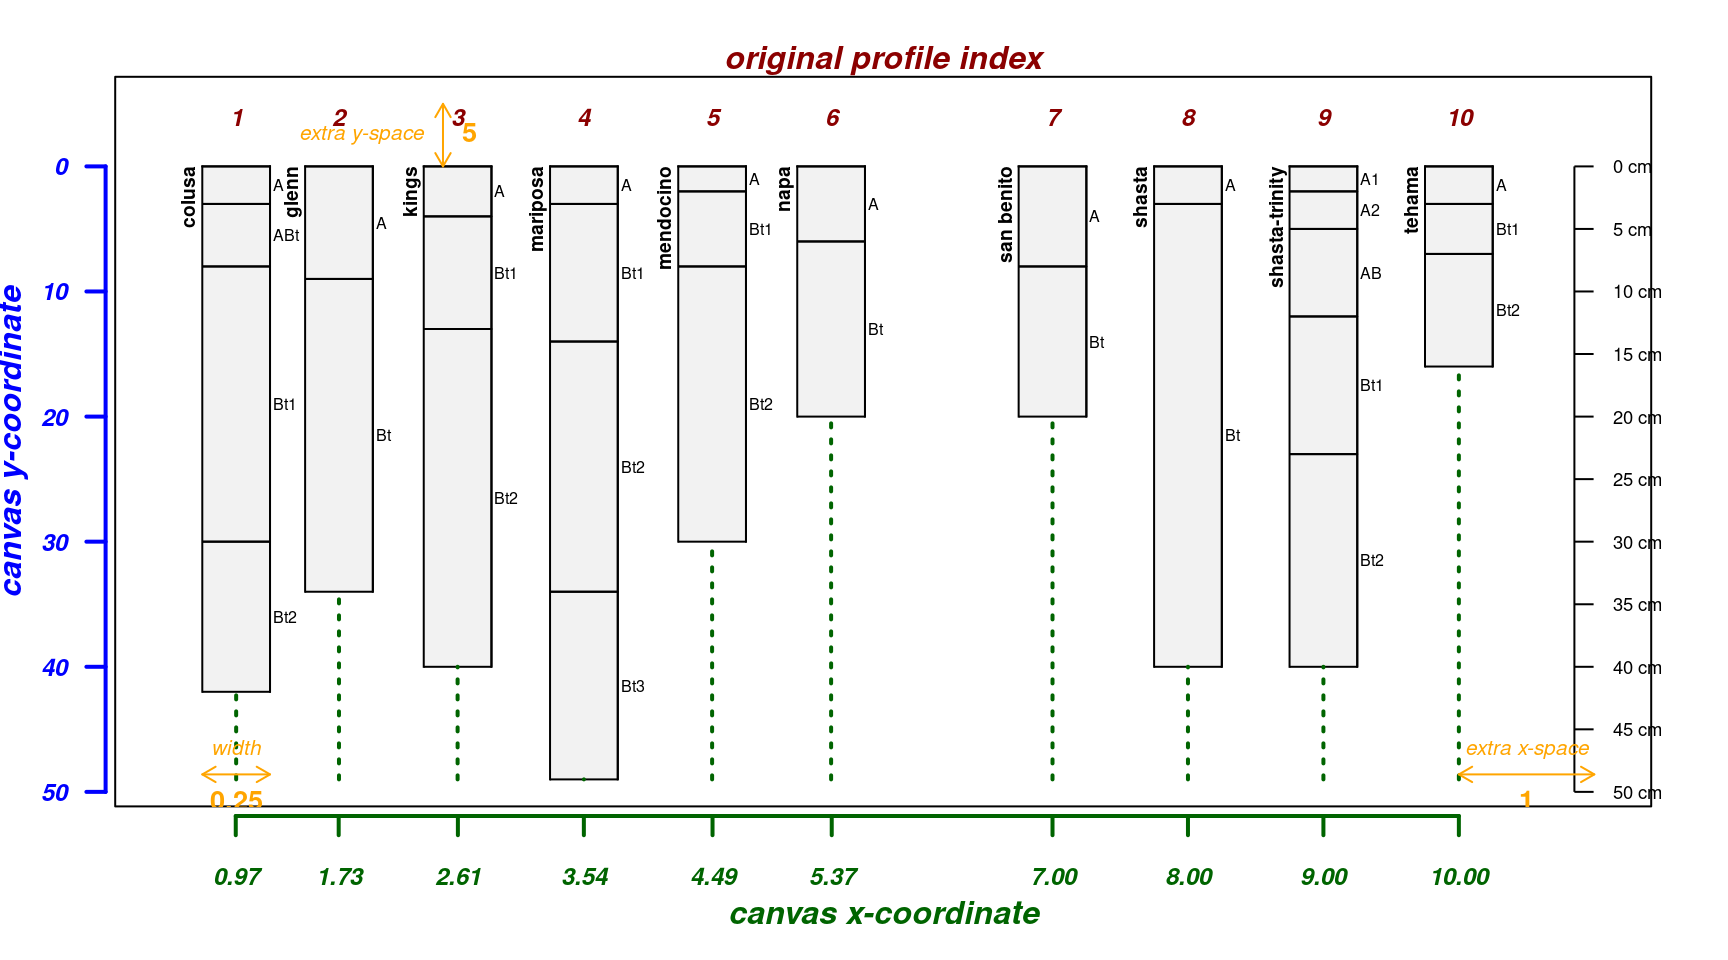 original profile index
1 2 3 4 5 6 7 8 9 10
extra y-space 5
canvas y-coordinate
0
10
20
30
40
50
colusa
A
ABt
Bt1
Bt2
glenn
A
Bt
kings
A
Bt1
Bt2
mariposa
A
Bt1
Bt2
Bt3
mendocino
A
Bt1
Bt2
napa
A
Bt
san benito
A
Bt
shasta
A
Bt
shasta-trinity
A1
A2
AB
Bt1
Bt2
tehama
A
Bt1
Bt2
0 cm
5 cm
10 cm
15 cm
20 cm
25 cm
30 cm
35 cm
40 cm
45 cm
50 cm
width
0.25
extra x-space
1
0.97 1.73 2.61 3.54 4.49 5.37 7.00 8.00 9.00 10.00
canvas x-coordinate